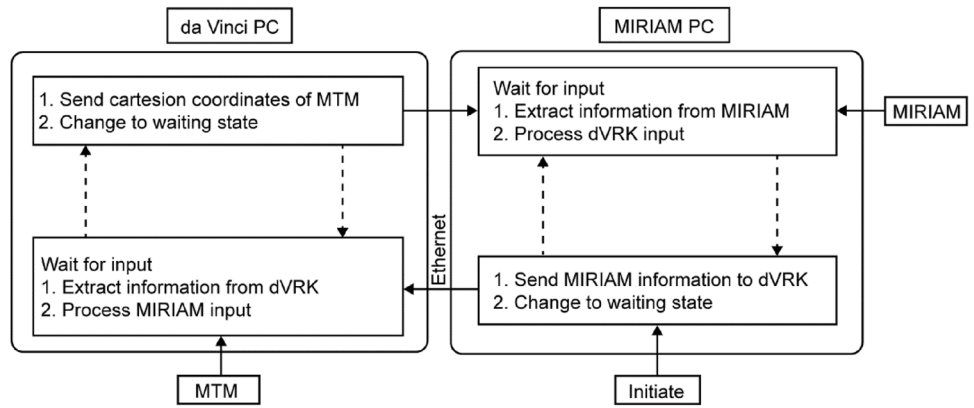 da Vinci PC
MIRIAM PC
1. Send cartesion coordinates of MTM
2. Change to waiting state
Wait for input
1. Extract information from MIRIAM
2. Process dVRK input
MIRIAM
Ethernet
Wait for input
1. Extract information from dVRK
2. Process MIRIAM input
1. Send MIRIAM information to dVRK
2. Change to waiting state
MTM
Initiate